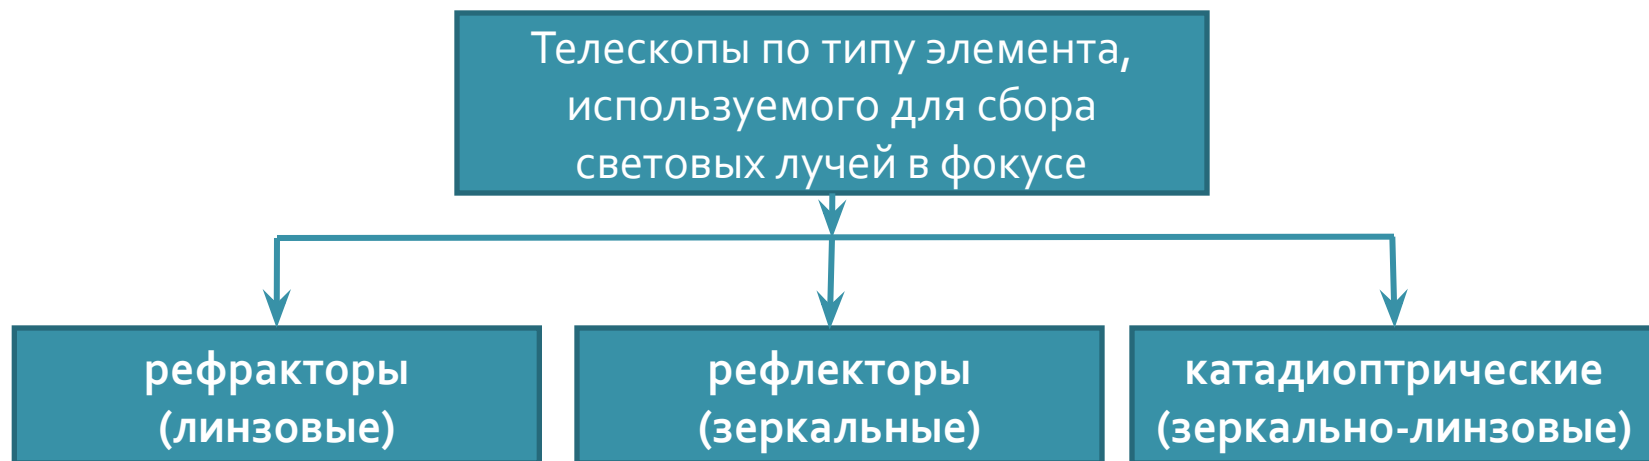 Телескопы по типу элемента,
используемого для сбора
световых лучей в фокусе
рефракторы
(линзовые)
рефлекторы
(зеркальные)
катадиоптрические
(зеркально-линзовые)